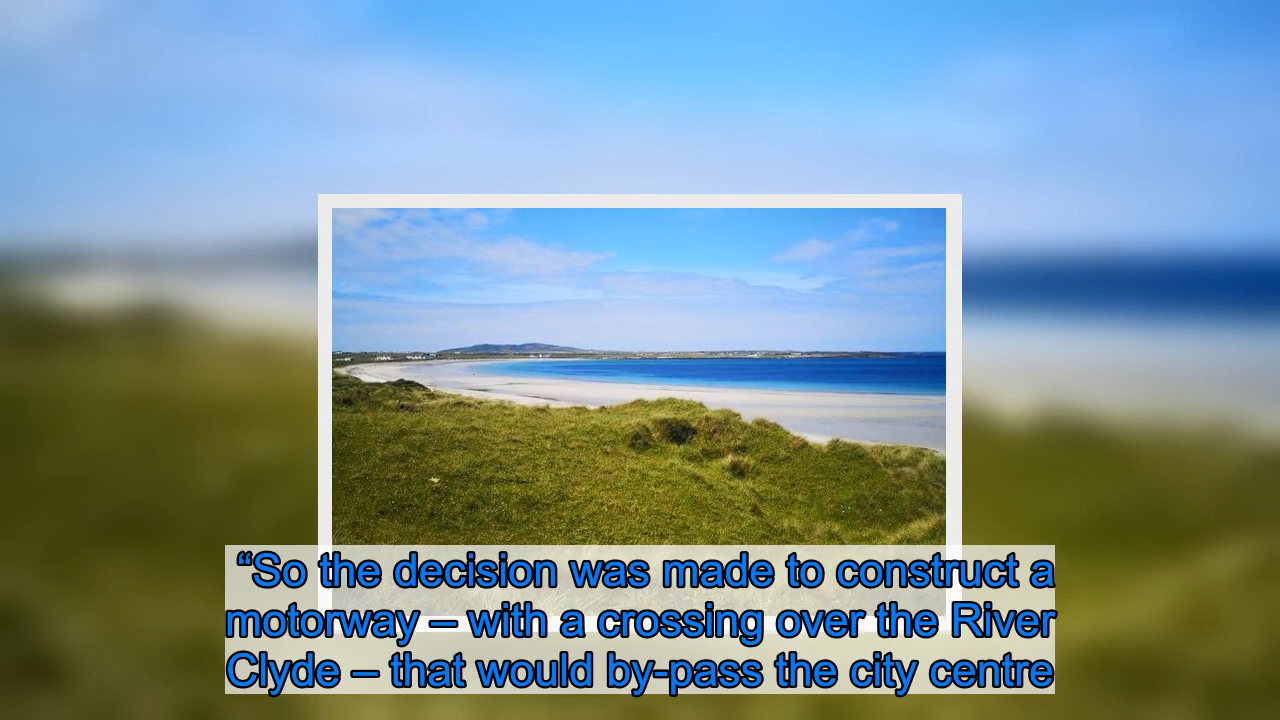 “So the decision was made to construct a
motorway – with a crossing over the River
Clyde – that would by-pass the city centre